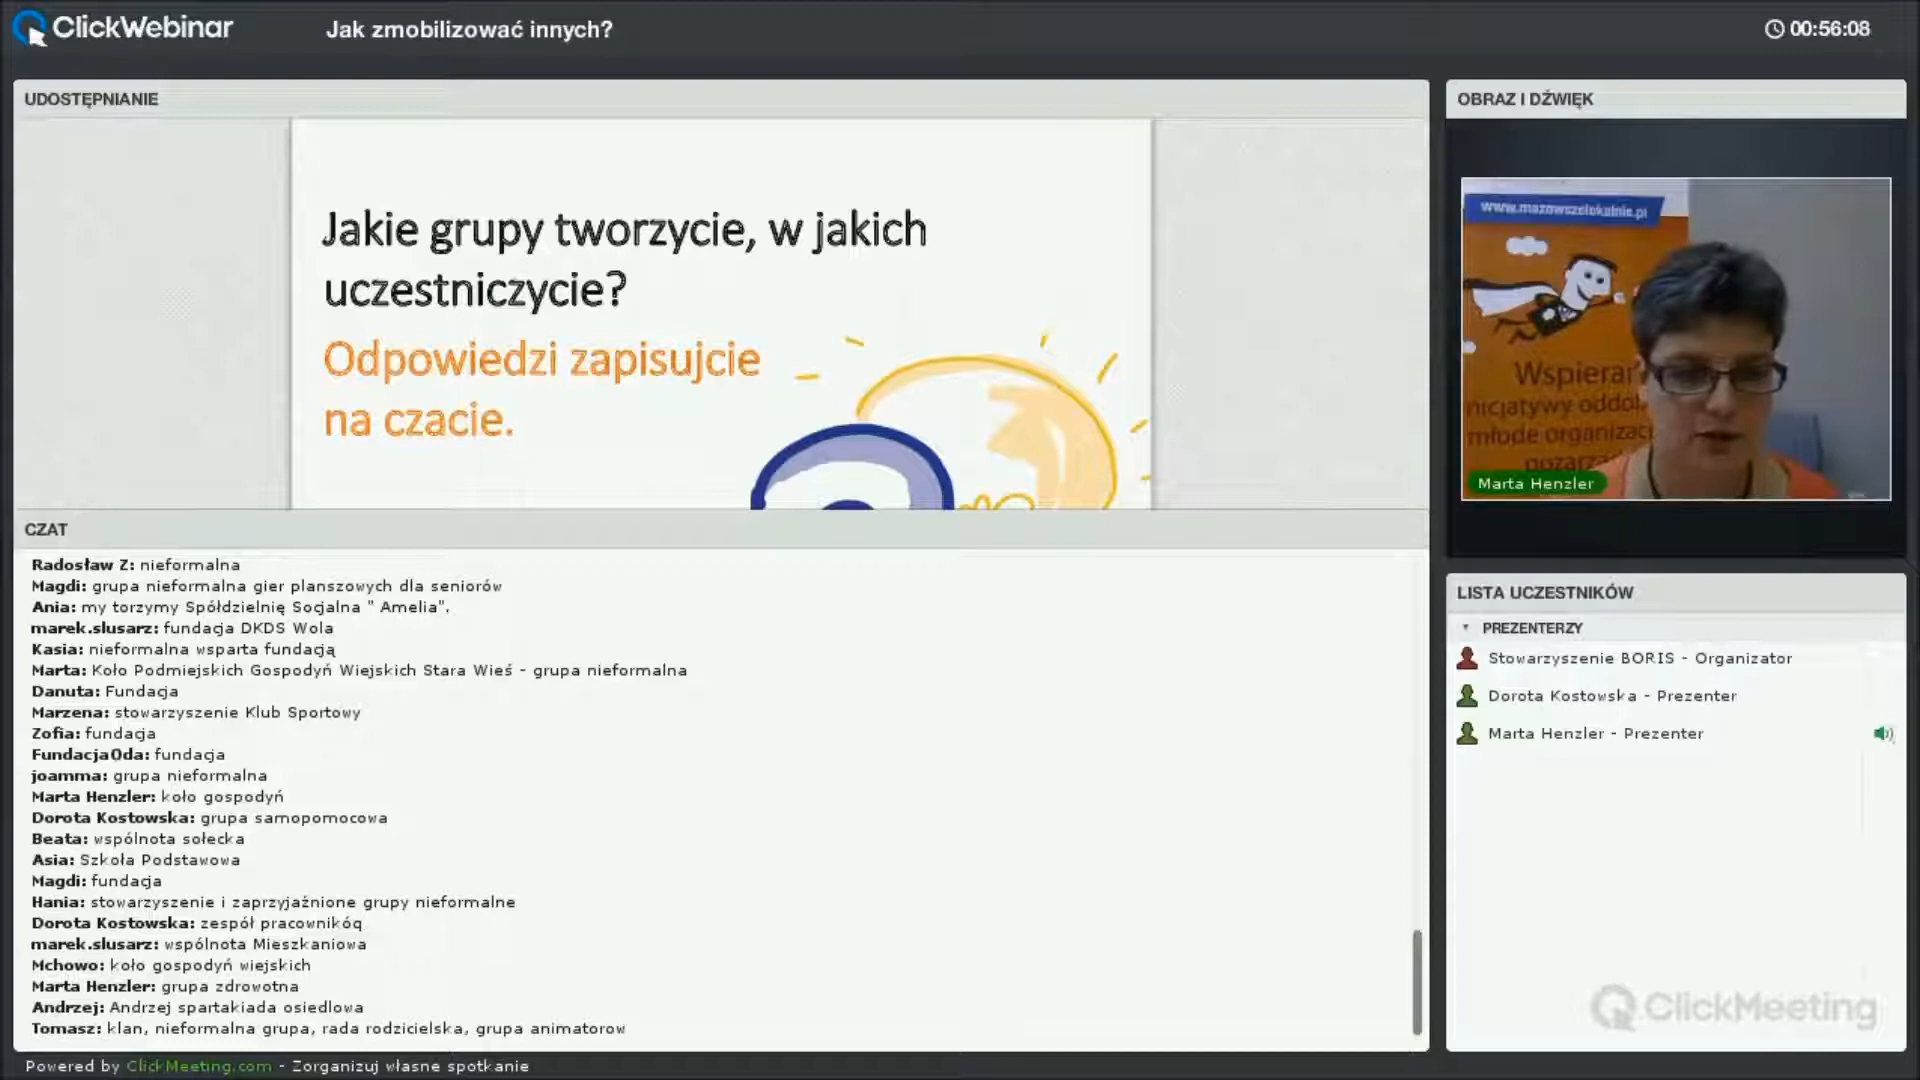 ClickWebinar
Jak zmobilizować innych?
00:56:08
UDOSTĘPNIANIE
Jakie grupy tworzycie, w jakich
uczestniczycie?
Odpowiedzi zapisujcie
na czacie.
OBRAZ I DŹWIĘK
www.mazowszelokalnie.pl
Wspieram
nicjatywy oddol
młode organizac
pozarzą
Marta Henzler
CZAT
Radosław Z: nieformalna
Magdi: grupa nieformalna gier planszowych dla seniorów
Ania: my torzymy Spółdzielnię Socjalna " Amelia".
marek.slusarz: fundacja DKDS Wola
Kasia: nieformalna wsparta fundacją
Marta: Koło Podmiejskich Gospodyń Wiejskich Stara Wieś - grupa nieformalna
Danuta: Fundacja
Marzena: stowarzyszenie Klub Sportowy
Zofia: fundacja
FundacjaOda: fundacja
joamma: grupa nieformalna
Marta Henzler: koło gospodyń
Dorota Kostowska: grupa samopomocowa
Beata: wspólnota sołecka
Asia: Szkoła Podstawowa
Magdi: fundacja
Hania: stowarzyszenie i zaprzyjaźnione grupy nieformalne
Dorota Kostowska: zespół pracownikóq
marek.slusarz: wspólnota Mieszkaniowa
Mchowo: koło gospodyń wiejskich
Marta Henzler: grupa zdrowotna
Andrzej: Andrzej spartakiada osiedlowa
Tomasz: klan, nieformalna grupa, rada rodzicielska, grupa animatorow
LISTA UCZESTNIKÓW
PREZENTERZY
Stowarzyszenie BORIS - Organizator
Dorota Kostowska - Prezenter
Marta Henzler - Prezenter
ClickMeeting
Powered by ClickMeeting.com - Zorganizuj własne spotkanie